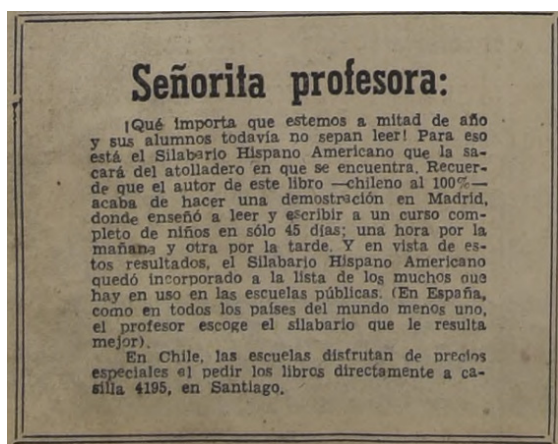 Señorita profesora:
¡Qué importa que estemos a mitad de año
y sus alumnos todavía no sepan leer! Para eso
está el Silabario Hispano Americano que la sa-
cará del atolladero en que se encuentra. Recuer-
de que el autor de este libro —chileno al 100%—
acaba de hacer una demostración en Madrid,
donde enseñó a leer y escribir a un curso com-
pleto de niños en sólo 45 días; una hora por la
mañana y otra por la tarde. Y en vista de es-
tos resultados, el Silabario Hispano Americano
quedó incorporado a la lista de los muchos que
hay en uso en las escuelas públicas. (En España,
como en todos los países del mundo menos uno,
el profesor escoge el silabario que le resulta
mejor).
En Chile, las escuelas disfrutan de precios
especiales al pedir los libros directamente a ca-
silla 4195, en Santiago.